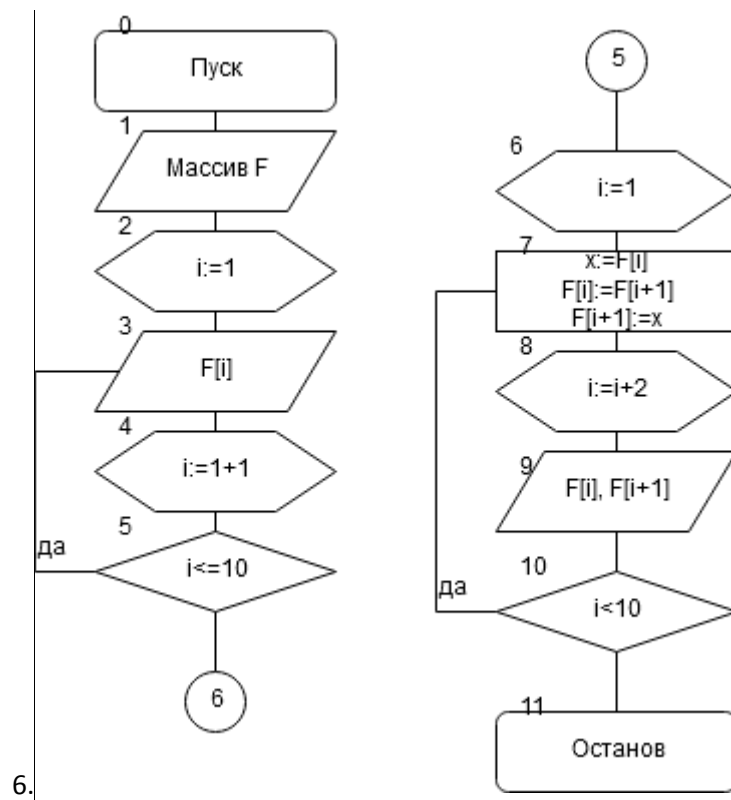 0
Пуск
1
Массив F
2
i:=1
3
F[i]
4
i:=1+1
5
да
i<=10
6
5
6
i:=1
7
x:=F[i]
F[i]:=F[i+1]
F[i+1]:=x
8
i:=i+2
9
F[i], F[i+1]
10
да
i<10
11
Останов
6.